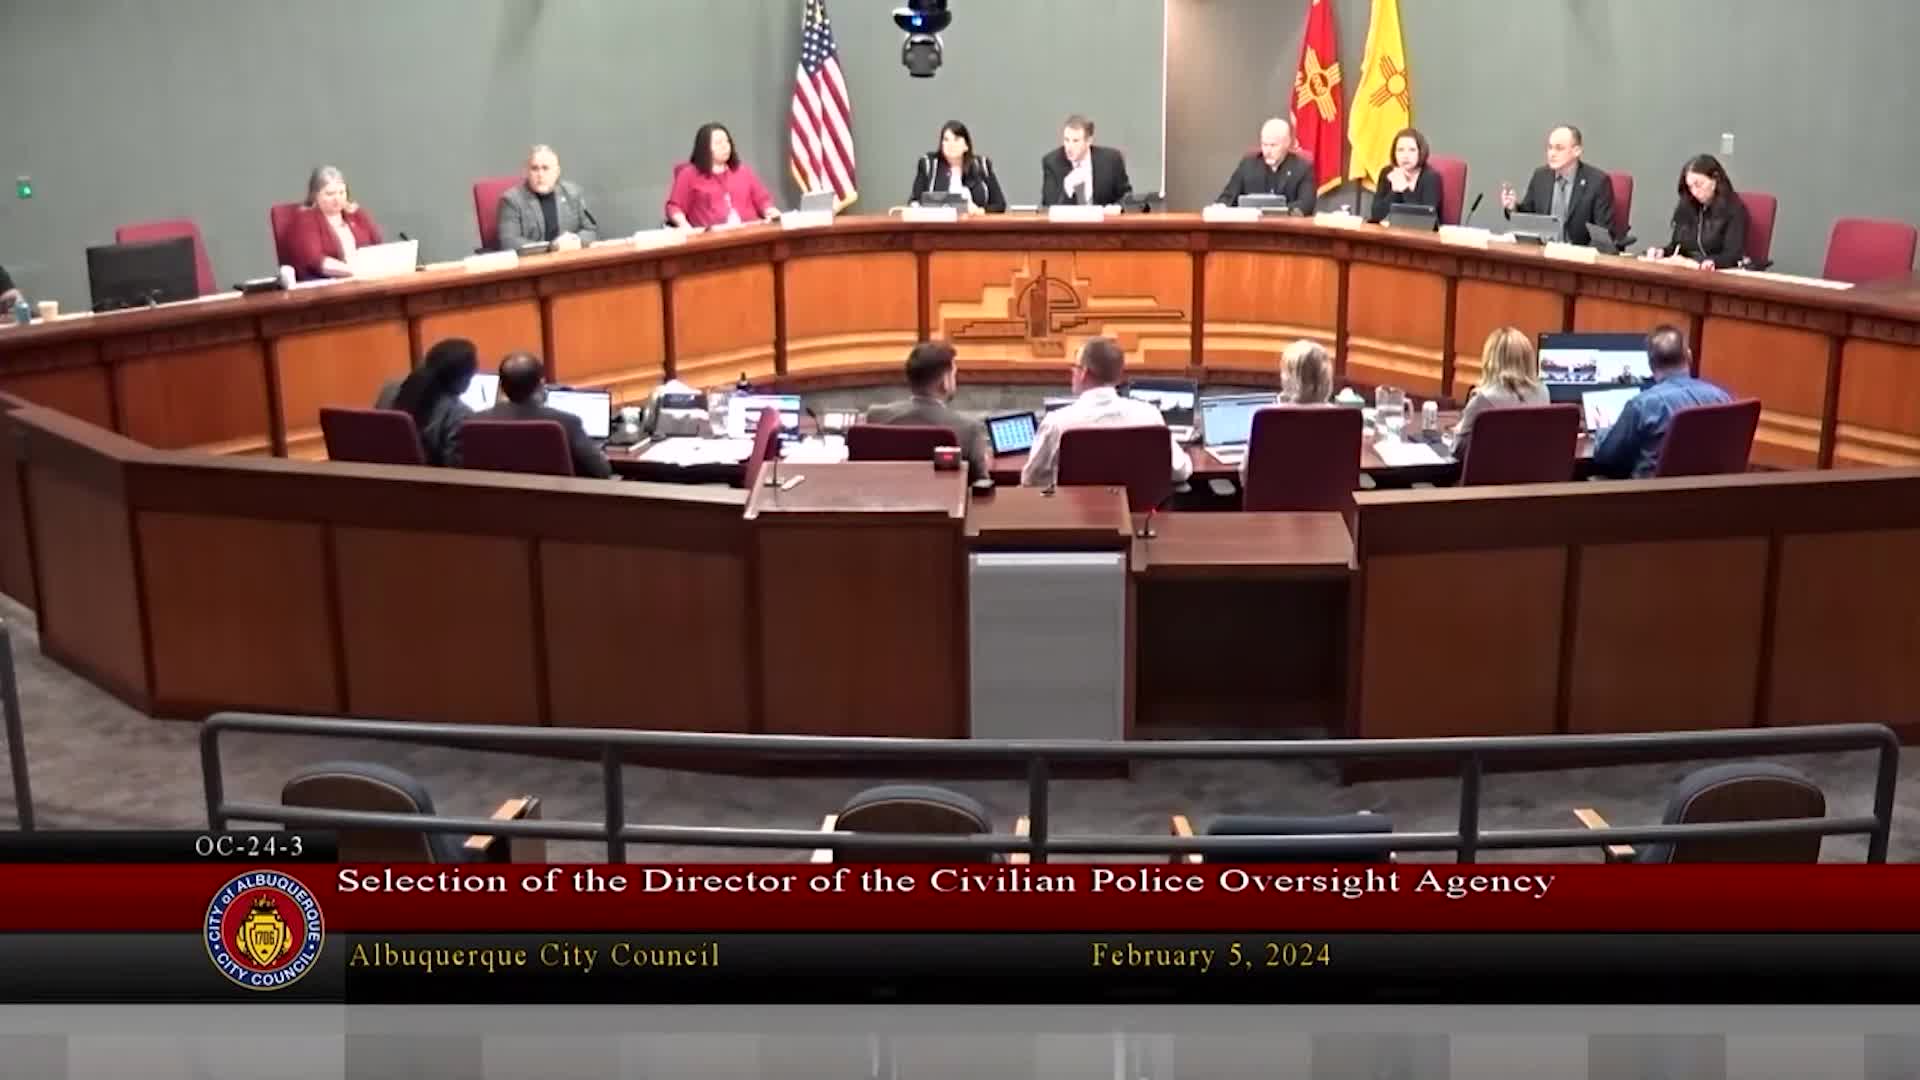 OC-24-3
Selection of the Director of the Civilian Police Oversight Agency
CITY of ALBUQUERQUE
1706
CITY COUNCIL
Albuquerque City Council
February 5, 2024